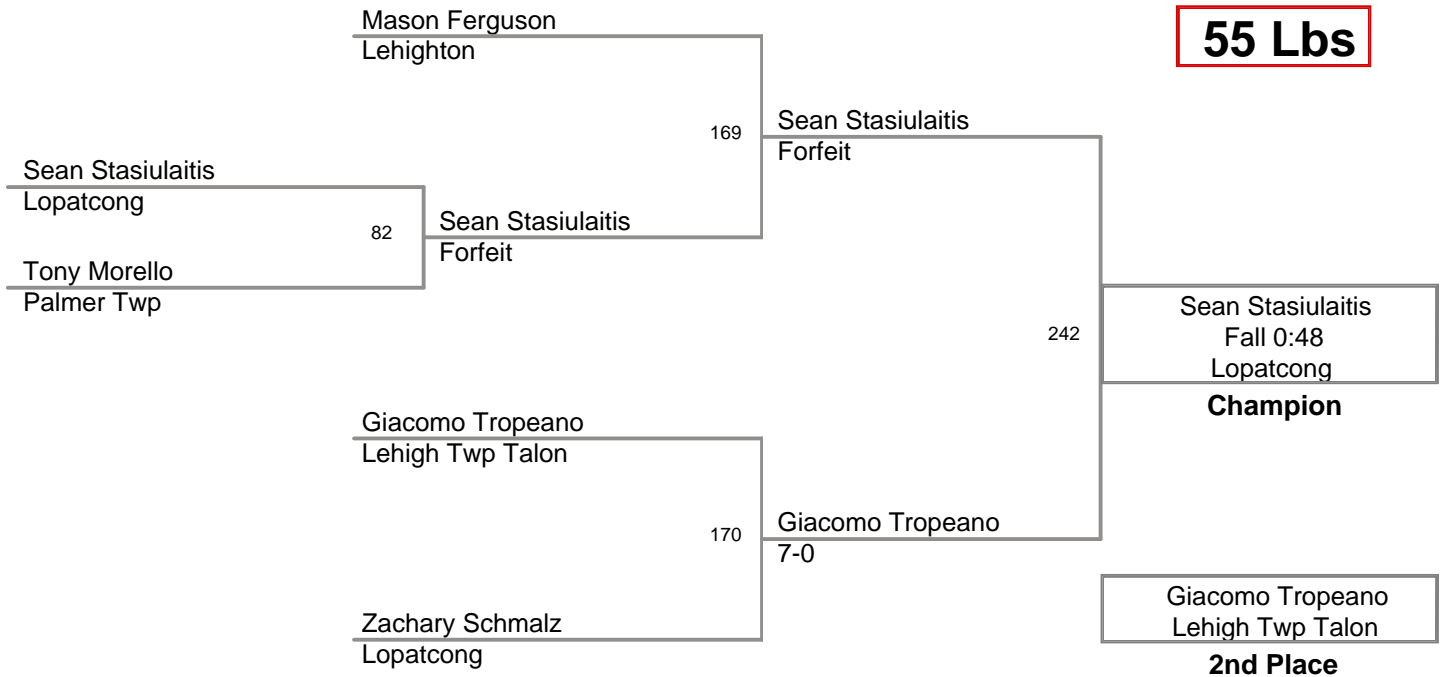 55 Lbs
Mason Ferguson
Lehighton
169
Sean Stasiulaitis
Forfeit
Sean Stasiulaitis
Lopatcong
82
Sean Stasiulaitis
Forfeit
Tony Morello
Palmer Twp
242
Sean Stasiulaitis
Fall 0:48
Lopatcong
Champion
Giacomo Tropeano
Lehigh Twp Talon
170
Giacomo Tropeano
7-0
Zachary Schmalz
Lopatcong
Giacomo Tropeano
Lehigh Twp Talon
2nd Place